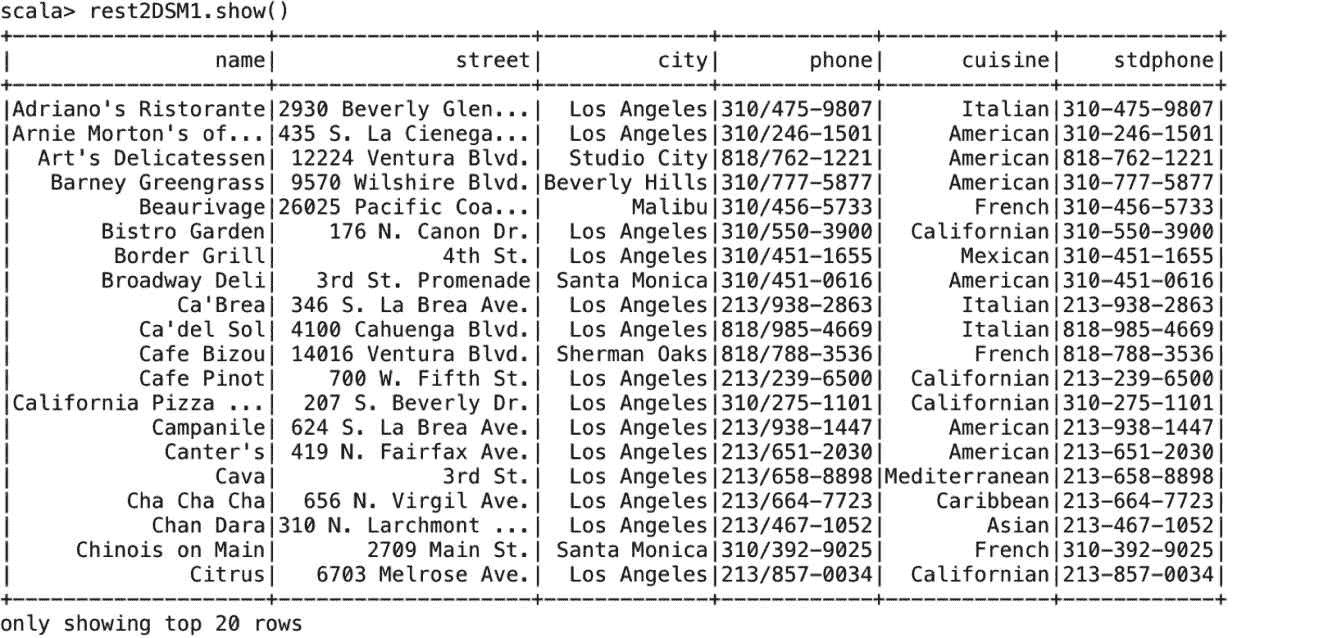 scala> rest2DSM1.show()
+--------------------+--------------------+-------------+------------+-------------+------------+
|                name|              street|         city|       phone|      cuisine|    stdphone|
+--------------------+--------------------+-------------+------------+-------------+------------+
|Adriano's Ristorante|2930 Beverly Glen...|  Los Angeles|310/475-9807|      Italian|310-475-9807|
|Arnie Morton's of...|435 S. La Cienega...|  Los Angeles|310/246-1501|     American|310-246-1501|
|  Art's Delicatessen| 12224 Ventura Blvd.|  Studio City|818/762-1221|     American|818-762-1221|
|   Barney Greengrass| 9570 Wilshire Blvd.|Beverly Hills|310/777-5877|     American|310-777-5877|
|          Beaurivage|26025 Pacific Coa...|       Malibu|310/456-5733|       French|310-456-5733|
|       Bistro Garden|    176 N. Canon Dr.|  Los Angeles|310/550-3900|  Californian|310-550-3900|
|        Border Grill|             4th St.|  Los Angeles|310/451-1655|      Mexican|310-451-1655|
|       Broadway Deli|   3rd St. Promenade| Santa Monica|310/451-0616|     American|310-451-0616|
|             Ca'Brea| 346 S. La Brea Ave.|  Los Angeles|213/938-2863|      Italian|213-938-2863|
|          Ca'del Sol| 4100 Cahuenga Blvd.|  Los Angeles|818/985-4669|      Italian|818-985-4669|
|          Cafe Bizou| 14016 Ventura Blvd.| Sherman Oaks|818/788-3536|       French|818-788-3536|
|          Cafe Pinot|    700 W. Fifth St.|  Los Angeles|213/239-6500|  Californian|213-239-6500|
|California Pizza ...|  207 S. Beverly Dr.|  Los Angeles|310/275-1101|  Californian|310-275-1101|
|           Campanile| 624 S. La Brea Ave.|  Los Angeles|213/938-1447|     American|213-938-1447|
|            Canter's| 419 N. Fairfax Ave.|  Los Angeles|213/651-2030|     American|213-651-2030|
|                Cava|             3rd St.|  Los Angeles|213/658-8898|Mediterranean|213-658-8898|
|         Cha Cha Cha|  656 N. Virgil Ave.|  Los Angeles|213/664-7723|    Caribbean|213-664-7723|
|           Chan Dara|310 N. Larchmont ...|  Los Angeles|213/467-1052|        Asian|213-467-1052|
|     Chinois on Main|       2709 Main St.| Santa Monica|310/392-9025|       French|310-392-9025|
|              Citrus|   6703 Melrose Ave.|  Los Angeles|213/857-0034|  Californian|213-857-0034|
+--------------------+--------------------+-------------+------------+-------------+------------+
only showing top 20 rows